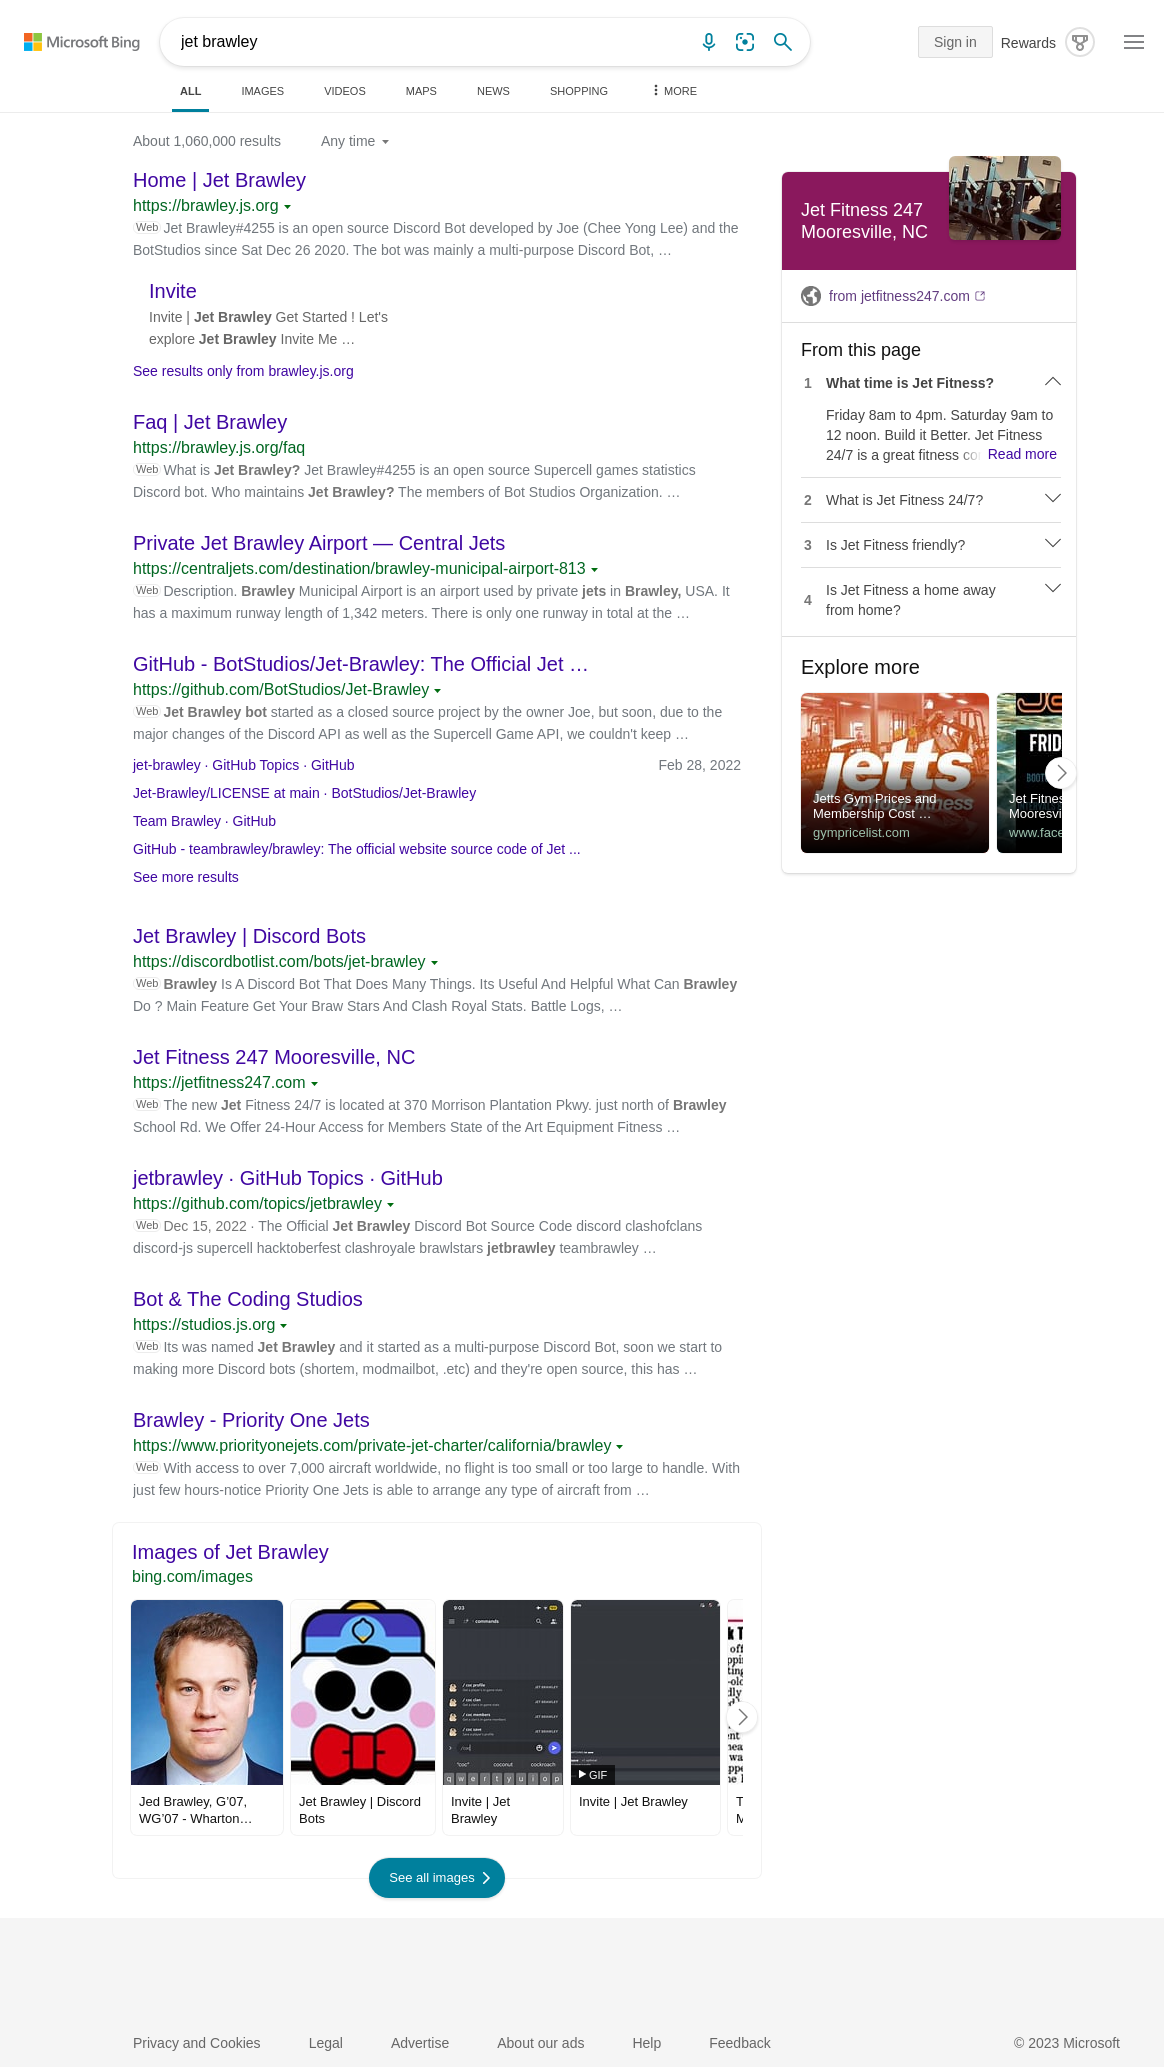 Microsoft Bing
jet brawley
Sign in
Rewards
ALL
IMAGES
VIDEOS
MAPS
NEWS
SHOPPING
MORE
About 1,060,000 results
Any time
Home | Jet Brawley
https://brawley.js.org
Web Jet Brawley#4255 is an open source Discord Bot developed by Joe (Chee Yong Lee) and the
BotStudios since Sat Dec 26 2020. The bot was mainly a multi-purpose Discord Bot, …
Invite
Invite | Jet Brawley Get Started ! Let's
explore Jet Brawley Invite Me …
See results only from brawley.js.org
Faq | Jet Brawley
https://brawley.js.org/faq
Web What is Jet Brawley? Jet Brawley#4255 is an open source Supercell games statistics
Discord bot. Who maintains Jet Brawley? The members of Bot Studios Organization. …
Private Jet Brawley Airport — Central Jets
https://centraljets.com/destination/brawley-municipal-airport-813
Web Description. Brawley Municipal Airport is an airport used by private jets in Brawley, USA. It
has a maximum runway length of 1,342 meters. There is only one runway in total at the …
GitHub - BotStudios/Jet-Brawley: The Official Jet …
https://github.com/BotStudios/Jet-Brawley
Web Jet Brawley bot started as a closed source project by the owner Joe, but soon, due to the
major changes of the Discord API as well as the Supercell Game API, we couldn't keep …
jet-brawley · GitHub Topics · GitHub
Feb 28, 2022
Jet-Brawley/LICENSE at main · BotStudios/Jet-Brawley
Team Brawley · GitHub
GitHub - teambrawley/brawley: The official website source code of Jet ...
See more results
Jet Brawley | Discord Bots
https://discordbotlist.com/bots/jet-brawley
Web Brawley Is A Discord Bot That Does Many Things. Its Useful And Helpful What Can Brawley
Do ? Main Feature Get Your Braw Stars And Clash Royal Stats. Battle Logs, …
Jet Fitness 247 Mooresville, NC
https://jetfitness247.com
Web The new Jet Fitness 24/7 is located at 370 Morrison Plantation Pkwy. just north of Brawley
School Rd. We Offer 24-Hour Access for Members State of the Art Equipment Fitness …
jetbrawley · GitHub Topics · GitHub
https://github.com/topics/jetbrawley
Web Dec 15, 2022 · The Official Jet Brawley Discord Bot Source Code discord clashofclans
discord-js supercell hacktoberfest clashroyale brawlstars jetbrawley teambrawley …
Bot & The Coding Studios
https://studios.js.org
Web Its was named Jet Brawley and it started as a multi-purpose Discord Bot, soon we start to
making more Discord bots (shortem, modmailbot, .etc) and they're open source, this has …
Brawley - Priority One Jets
https://www.priorityonejets.com/private-jet-charter/california/brawley
Web With access to over 7,000 aircraft worldwide, no flight is too small or too large to handle. With
just few hours-notice Priority One Jets is able to arrange any type of aircraft from …
Images of Jet Brawley
bing.com/images
9:03
commands
/ coc profile
/ coc clan
/ coc members
/ coc save
JET BRAWLEY
JET BRAWLEY
JET BRAWLEY
JET BRAWLEY
/coc
"coc" coconut cockroach
q w e r t y u i o p
GIF
Jed Brawley, G’07,
WG’07 - Wharton…
Jet Brawley | Discord
Bots
Invite | Jet
Brawley
Invite | Jet Brawley
See all images
Jet Fitness 247
Mooresville, NC
from jetfitness247.com
From this page
1 What time is Jet Fitness?
Friday 8am to 4pm. Saturday 9am to
12 noon. Build it Better. Jet Fitness
24/7 is a great fitness co Read more
2 What is Jet Fitness 24/7?
3 Is Jet Fitness friendly?
4 Is Jet Fitness a home away
from home?
Explore more
jetts
24 hour fitness
Jetts Gym Prices and
Membership Cost …
gympricelist.com
FRID
BOOT
Jet Fitnes
Mooresvi
www.face
Privacy and Cookies
Legal
Advertise
About our ads
Help
Feedback
© 2023 Microsoft